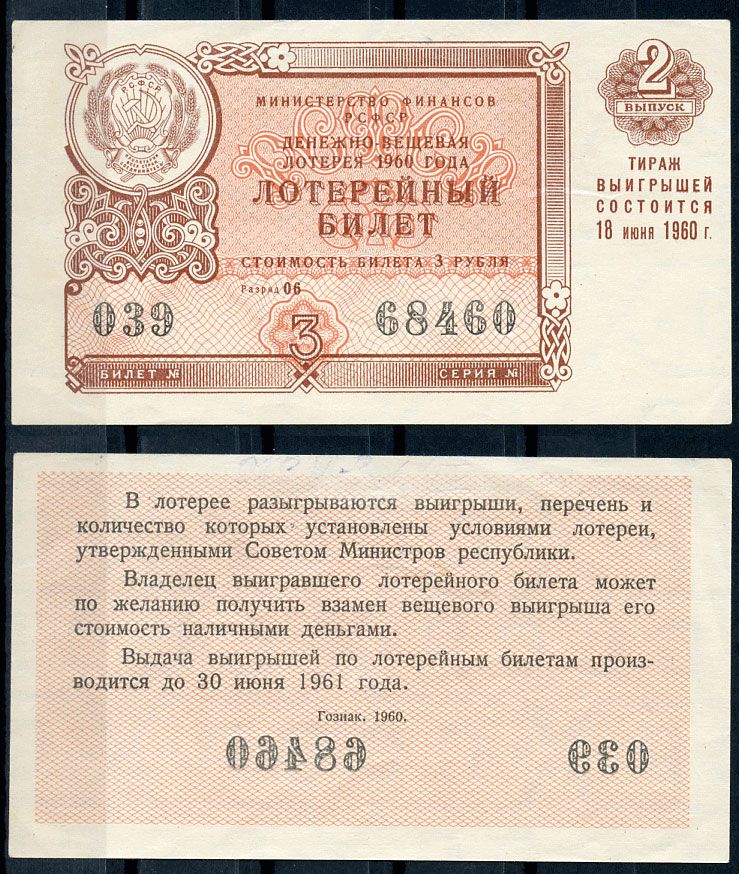 РСФСР
МИНИСТЕРСТВО ФИНАНСОВ
РСФСР
ДЕНЕЖНО-ВЕЩЕВАЯ
ЛОТЕРЕЯ 1960 ГОДА
ЛОТЕРЕЙНЫЙ
БИЛЕТ
СТОИМОСТЬ БИЛЕТА 3 РУБЛЯ
Разряд 06
039
68460
3
БИЛЕТ №
СЕРИЯ №
2
ВЫПУСК
ТИРАЖ
ВЫИГРЫШЕЙ
СОСТОИТСЯ
18 ИЮНЯ 1960 Г.
В лотерее разыгрываются выигрыши, перечень и
количество которых установлены условиями лотереи,
утвержденными Советом Министров республики.
Владелец выигравшего лотерейного билета может
по желанию получить взамен вещевого выигрыша его
стоимость наличными деньгами.
Выдача выигрышей по лотерейным билетам произ-
водится до 30 июня 1961 года.
Гознак. 1960.
68460
039